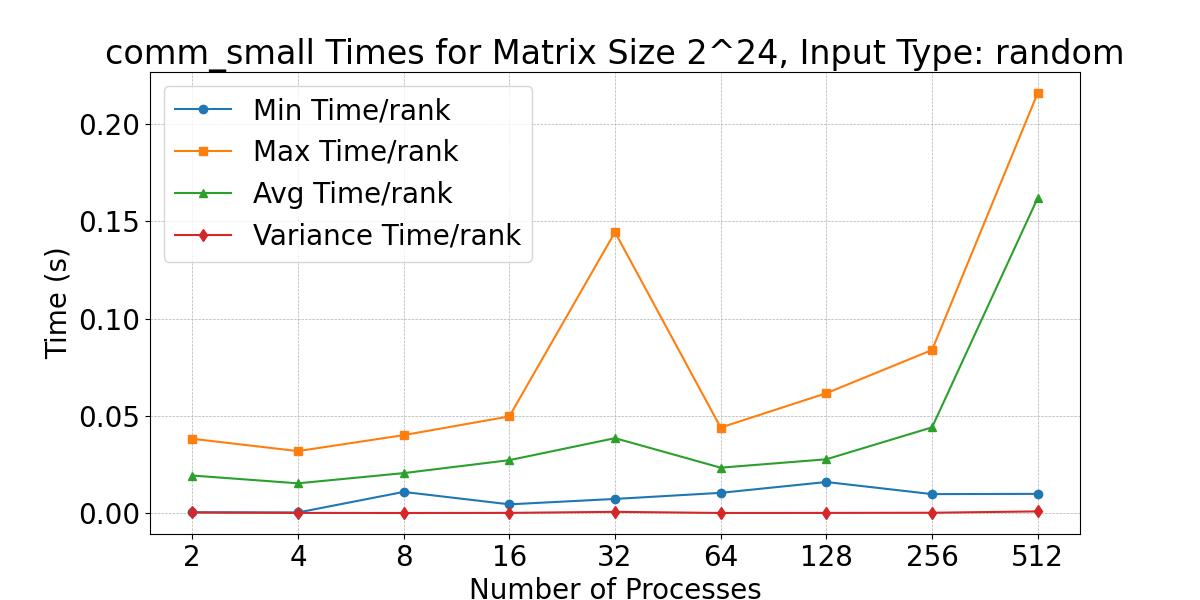 comm_small Times for Matrix Size 2^24, Input Type: random
Min Time/rank
Max Time/rank
Avg Time/rank
Variance Time/rank
Time (s)
0.20
0.15
0.10
0.05
0.00
2 4 8 16 32 64 128 256 512
Number of Processes